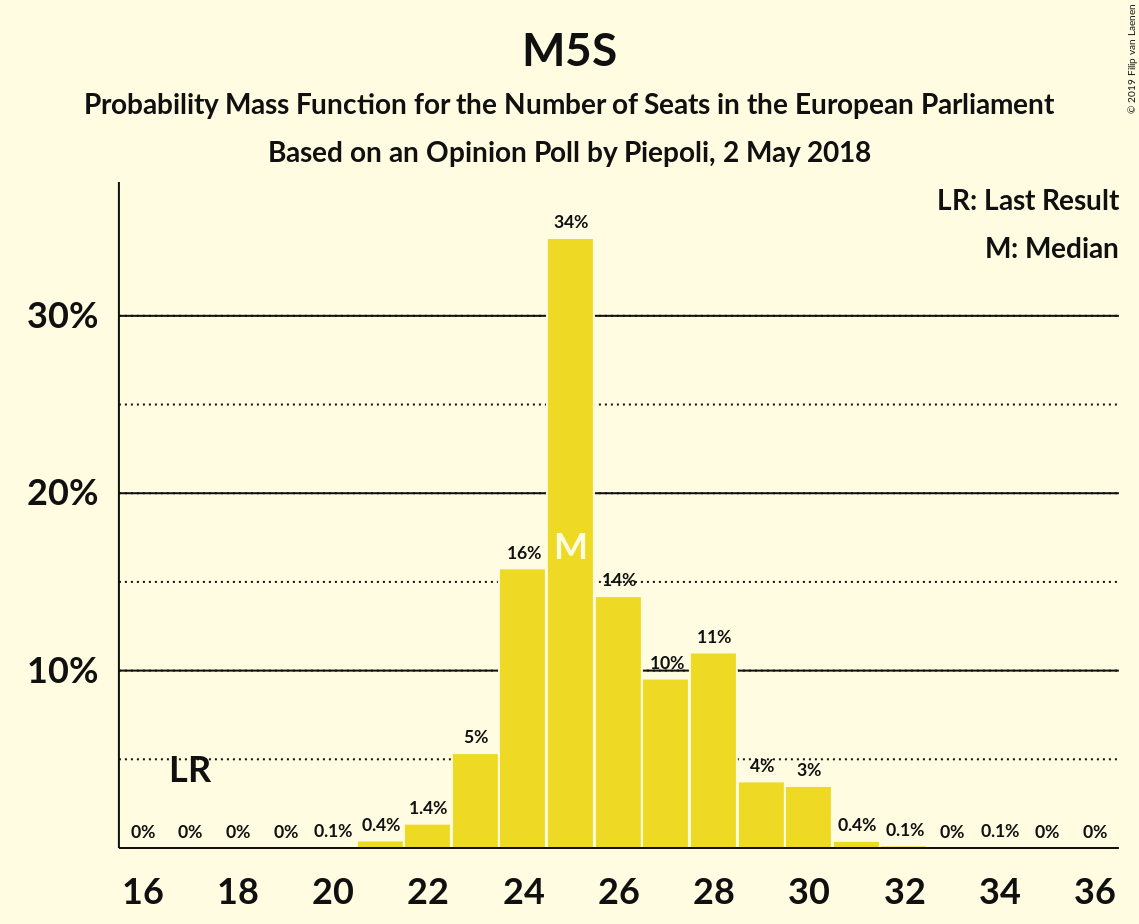 M5S
Probability Mass Function for the Number of Seats in the European Parliament
Based on an Opinion Poll by Piepoli, 2 May 2018
© 2019 Filip van Laenen
LR: Last Result
M: Median
34%
30%
20%
16%
M
14%
11%
10%
10%
5%
LR
4%
3%
1.4%
0% 0% 0% 0% 0.1% 0.4% 0.4% 0.1% 0% 0.1% 0% 0%
16 18 20 22 24 26 28 30 32 34 36